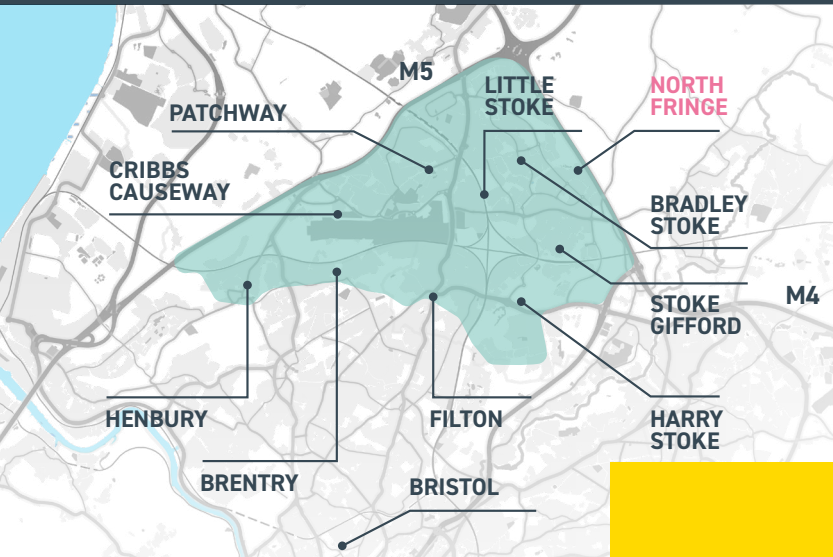 M5
LITTLE
STOKE
NORTH
FRINGE
PATCHWAY
CRIBBS
CAUSEWAY
BRADLEY
STOKE
M4
STOKE
GIFFORD
HENBURY
FILTON
HARRY
STOKE
BRENTRY
BRISTOL